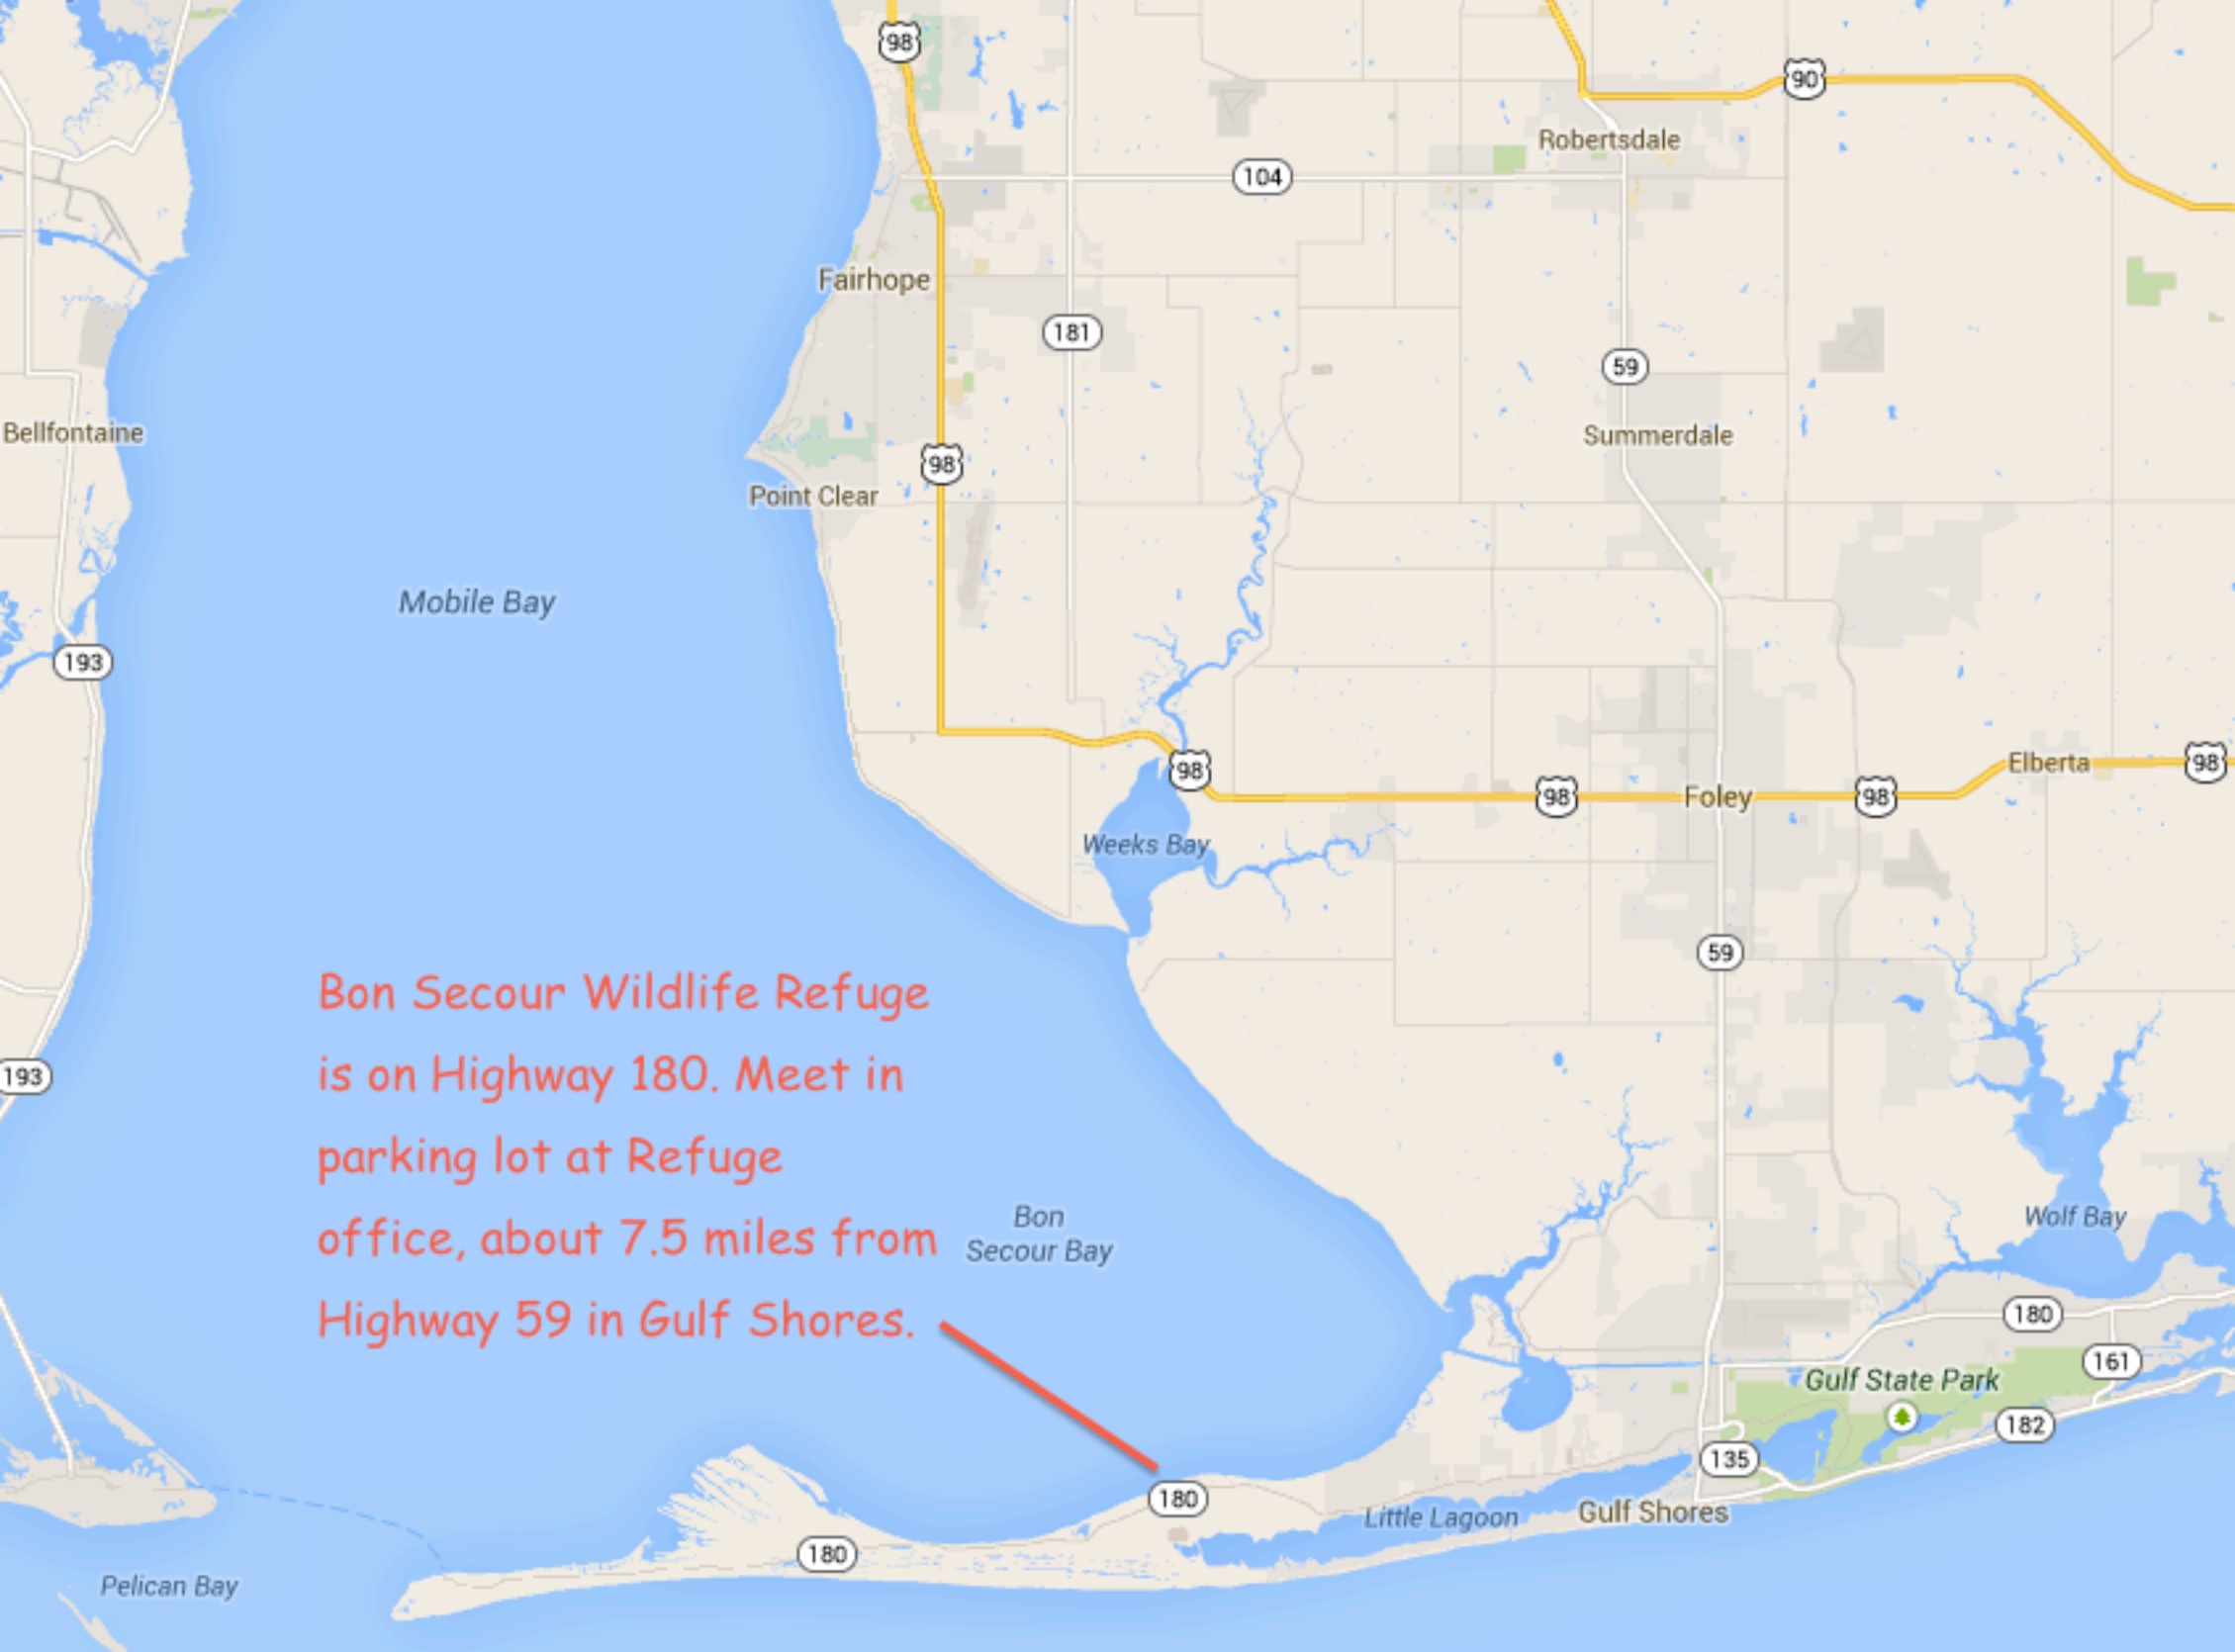 98
90
Robertsdale
104
Fairhope
181
59
Bellfontaine
Summerdale
98
Point Clear
Mobile Bay
193
98
98
Foley
98
Elberta
98
Weeks Bay
59
Bon Secour Wildlife Refuge
is on Highway 180. Meet in
parking lot at Refuge
office, about 7.5 miles from
Highway 59 in Gulf Shores.
193
Bon
Secour Bay
Wolf Bay
180
161
Gulf State Park
182
135
180
Little Lagoon
Gulf Shores
180
Pelican Bay